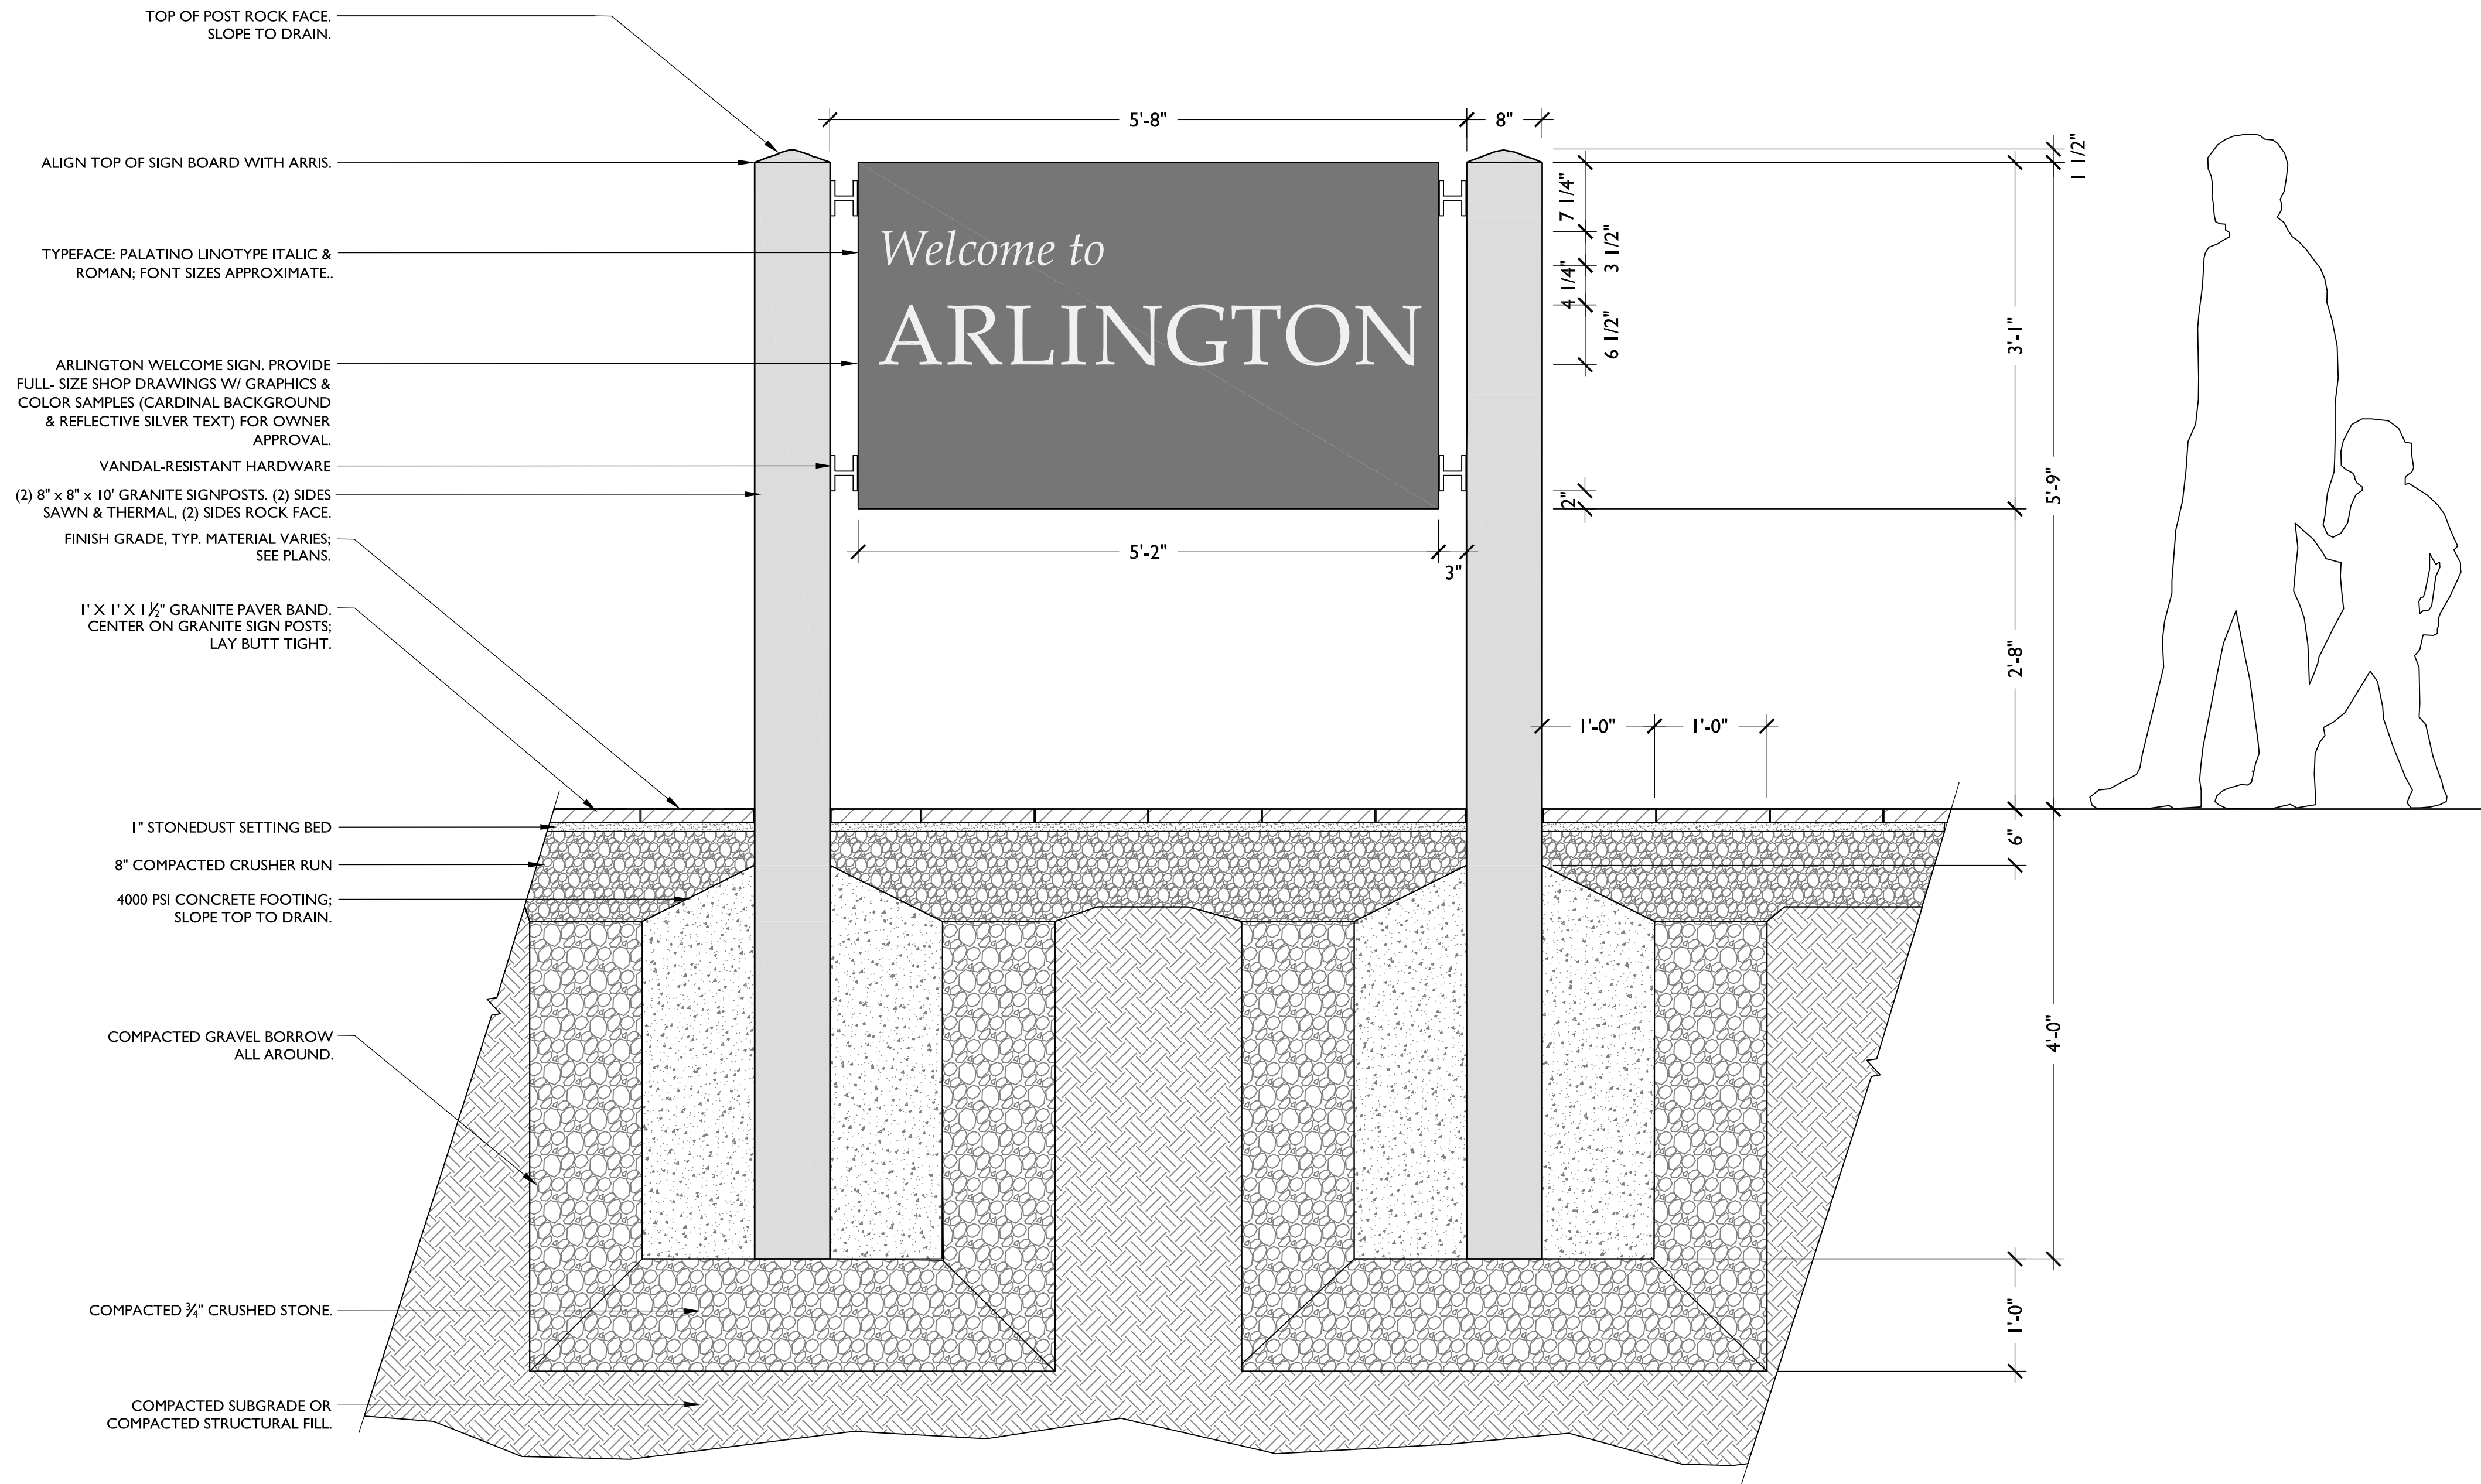 TOP OF POST ROCK FACE.
SLOPE TO DRAIN.
ALIGN TOP OF SIGN BOARD WITH ARRIS.
TYPEFACE: PALATINO LINOTYPE ITALIC &
ROMAN; FONT SIZES APPROXIMATE..
ARLINGTON WELCOME SIGN. PROVIDE
FULL- SIZE SHOP DRAWINGS W/ GRAPHICS &
COLOR SAMPLES (CARDINAL BACKGROUND
& REFLECTIVE SILVER TEXT) FOR OWNER
APPROVAL.
VANDAL-RESISTANT HARDWARE
(2) 8" x 8" x 10' GRANITE SIGNPOSTS. (2) SIDES
SAWN & THERMAL, (2) SIDES ROCK FACE.
FINISH GRADE, TYP. MATERIAL VARIES;
SEE PLANS.
1' X 1' X 1 ½" GRANITE PAVER BAND.
CENTER ON GRANITE SIGN POSTS;
LAY BUTT TIGHT.
1" STONEDUST SETTING BED
8" COMPACTED CRUSHER RUN
4000 PSI CONCRETE FOOTING;
SLOPE TOP TO DRAIN.
COMPACTED GRAVEL BORROW
ALL AROUND.
COMPACTED ¾" CRUSHED STONE.
COMPACTED SUBGRADE OR
COMPACTED STRUCTURAL FILL.
5'-8"
8"
Welcome to
ARLINGTON
5'-2"
3"
7 1/4"
3 1/2"
4 1/4"
6 1/2"
2"
1'-0"
1'-0"
1 1/2"
3'-1"
5'-9"
2'-8"
6"
4'-0"
1'-0"